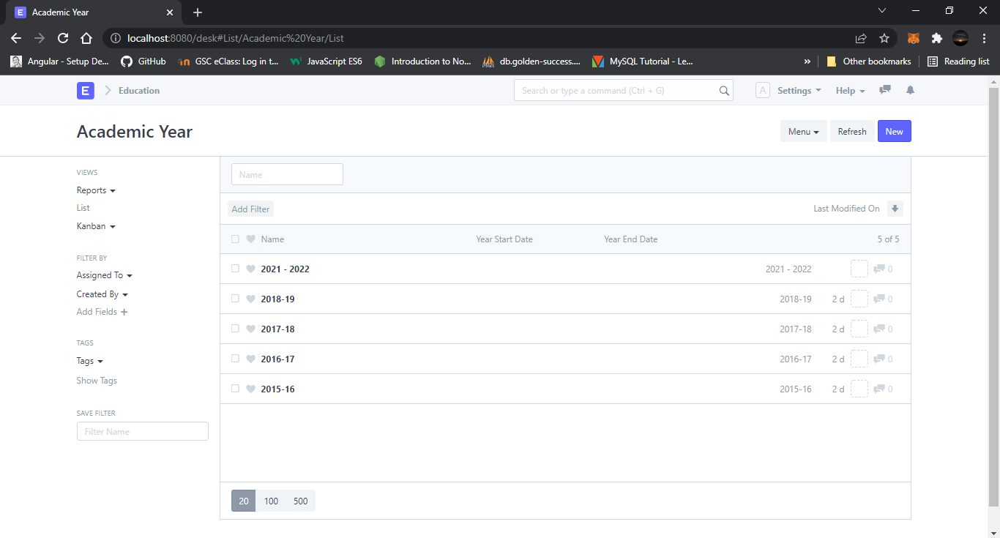 Academic Year
localhost:8080/desk#List/Academic%20Year/List
Angular - Setup De... GitHub GSC eClass: Log in t... JavaScript ES6 Introduction to No... db.golden-success.... MySQL Tutorial - Le... » Other bookmarks Reading list
E Education Search or type a command (Ctrl + G) A Settings Help
Academic Year Menu Refresh New
VIEWS
Reports
List
Kanban
FILTER BY
Assigned To
Created By
Add Fields +
TAGS
Tags
Show Tags
SAVE FILTER
Filter Name
Name
Add Filter Last Modified On
Name Year Start Date Year End Date 5 of 5
2021 - 2022 2021 - 2022 0
2018-19 2018-19 2 d 0
2017-18 2017-18 2 d 0
2016-17 2016-17 2 d 0
2015-16 2015-16 2 d 0
20 100 500